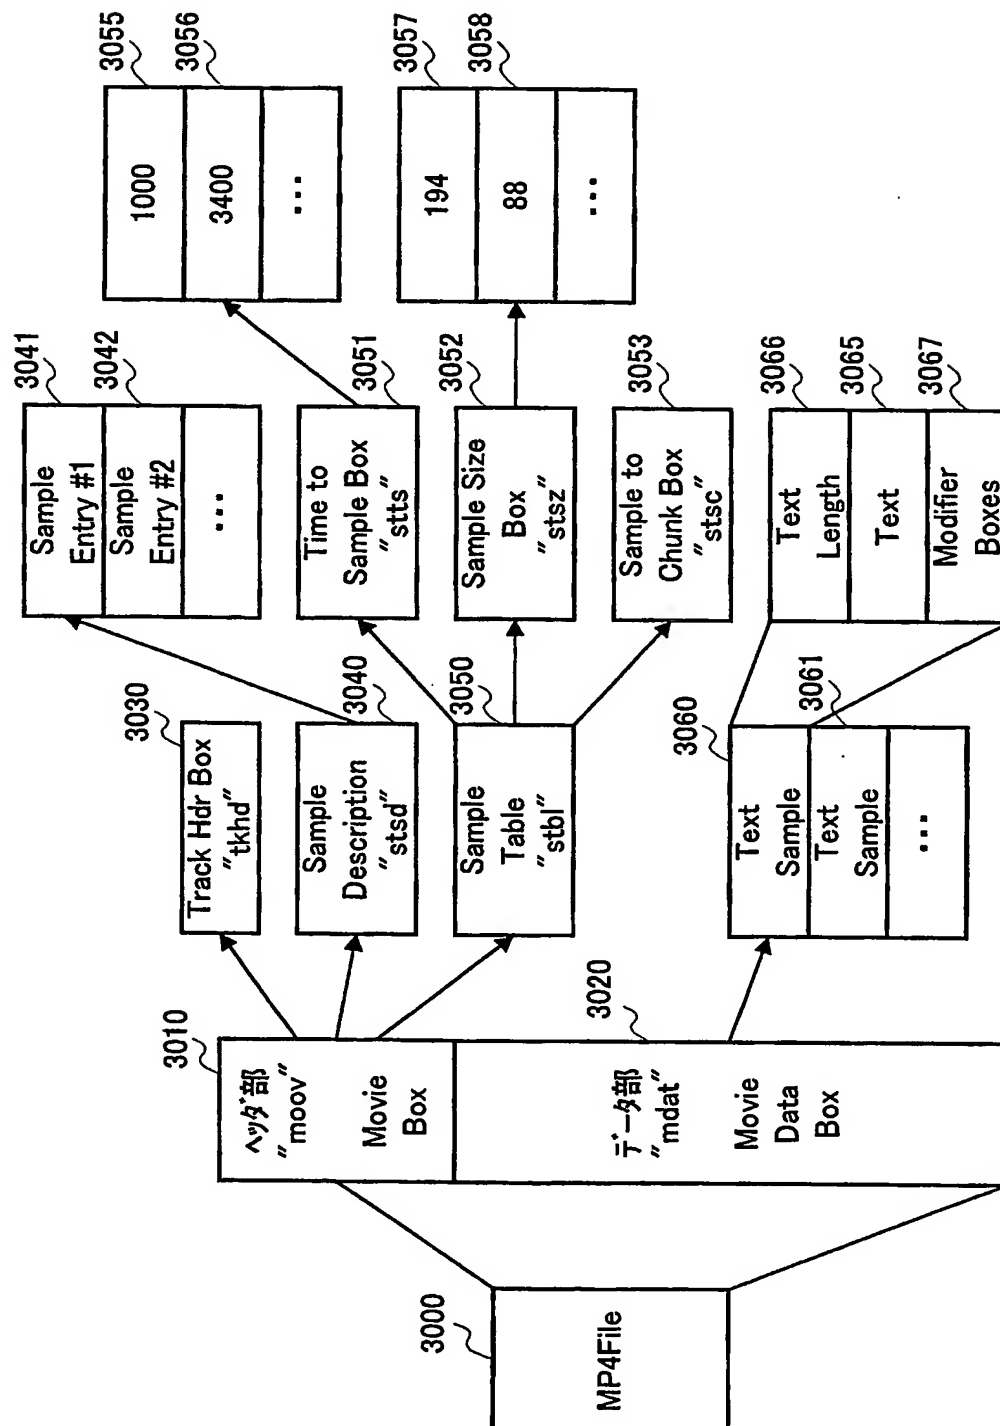 3000
MP4File
3010
ヘッダ部
"moov"
Movie
Box
3020
データ部
"mdat"
Movie
Data
Box
3030
Track Hdr Box
"tkhd"
3040
Sample
Description
"stsd"
3050
Sample
Table
"stbl"
3060
Text
Sample
3061
Text
Sample
...
3041
Sample
Entry #1
3042
Sample
Entry #2
...
3051
Time to
Sample Box
"stts"
3052
Sample Size
Box
"stsz"
3053
Sample to
Chunk Box
"stsc"
3066
Text
Length
3065
Text
3067
Modifier
Boxes
3055
1000
3056
3400
...
3057
194
3058
88
...